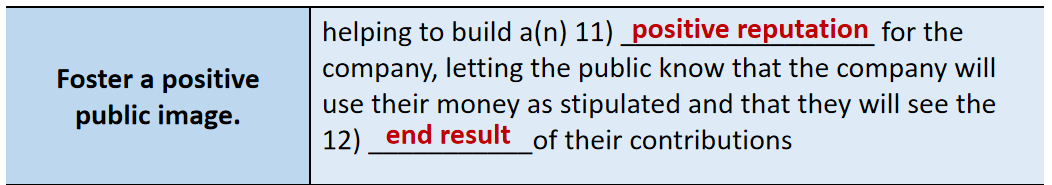 Foster a positive
public image.
helping to build a(n) 11) positive reputation for the
company, letting the public know that the company will
use their money as stipulated and that they will see the
12) end result of their contributions